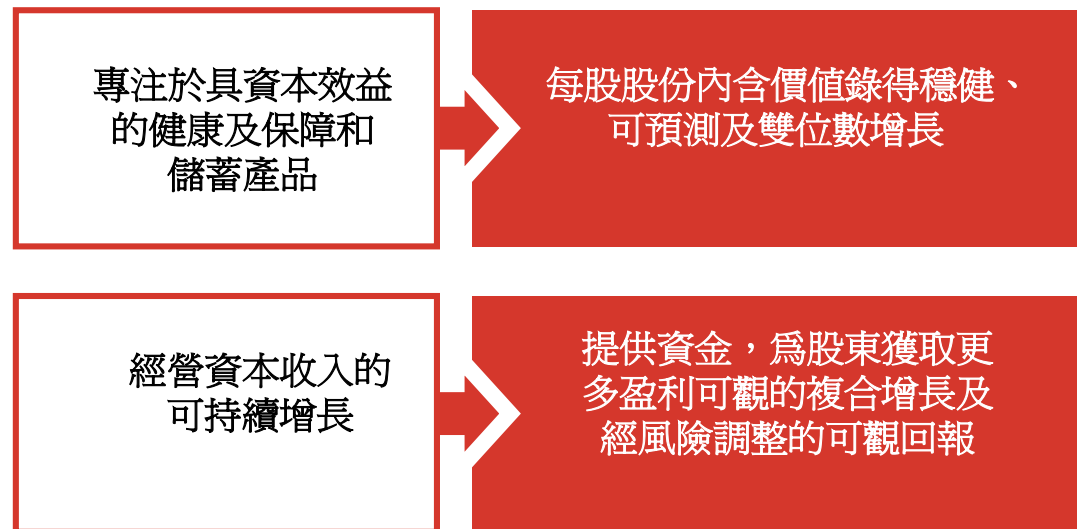 專注於具資本效益
的健康及保障和
儲蓄產品
每股股份內含價值錄得穩健、
可預測及雙位數增長
經營資本收入的
可持續增長
提供資金，為股東獲取更
多盈利可觀的複合增長及
經風險調整的可觀回報